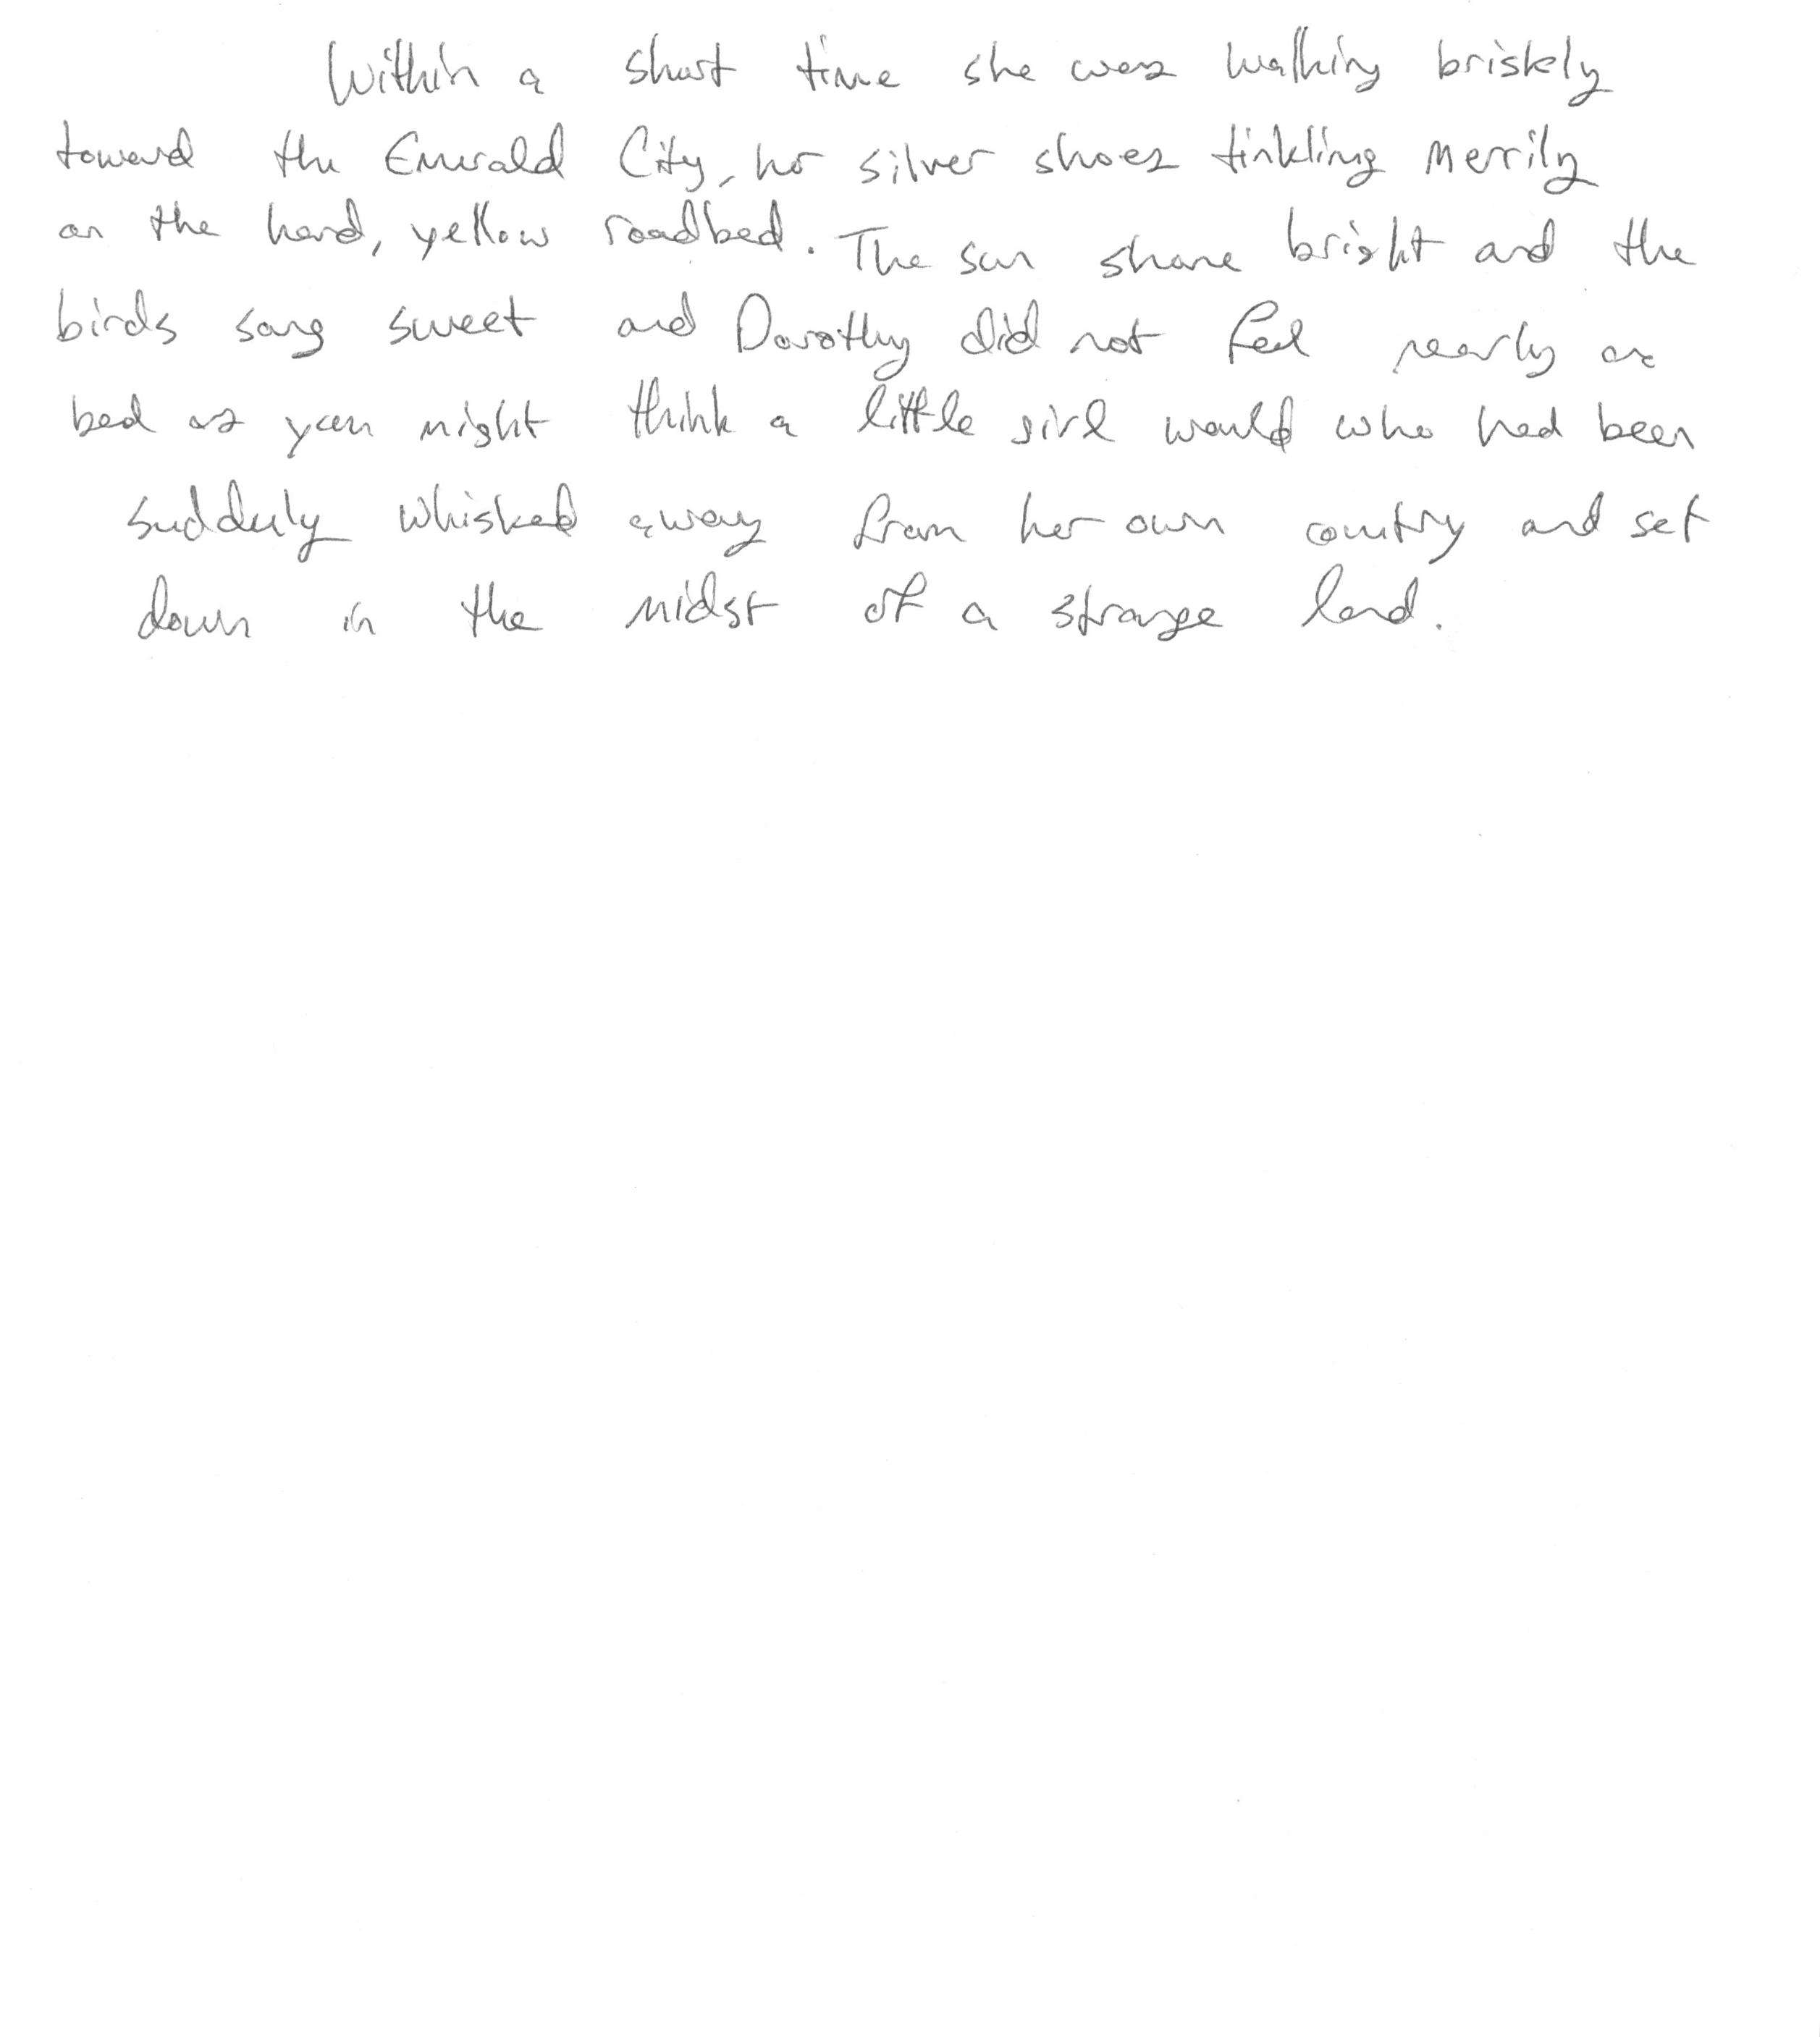 Within a short time she was walking briskly
toward the Emerald City, her silver shoes tinkling merrily
on the hard, yellow roadbed. The sun shone bright and the
birds sang sweet and Dorothy did not feel nearly as
bad as you might think a little girl would who had been
suddenly whisked away from her own country and set
down in the midst of a strange land.